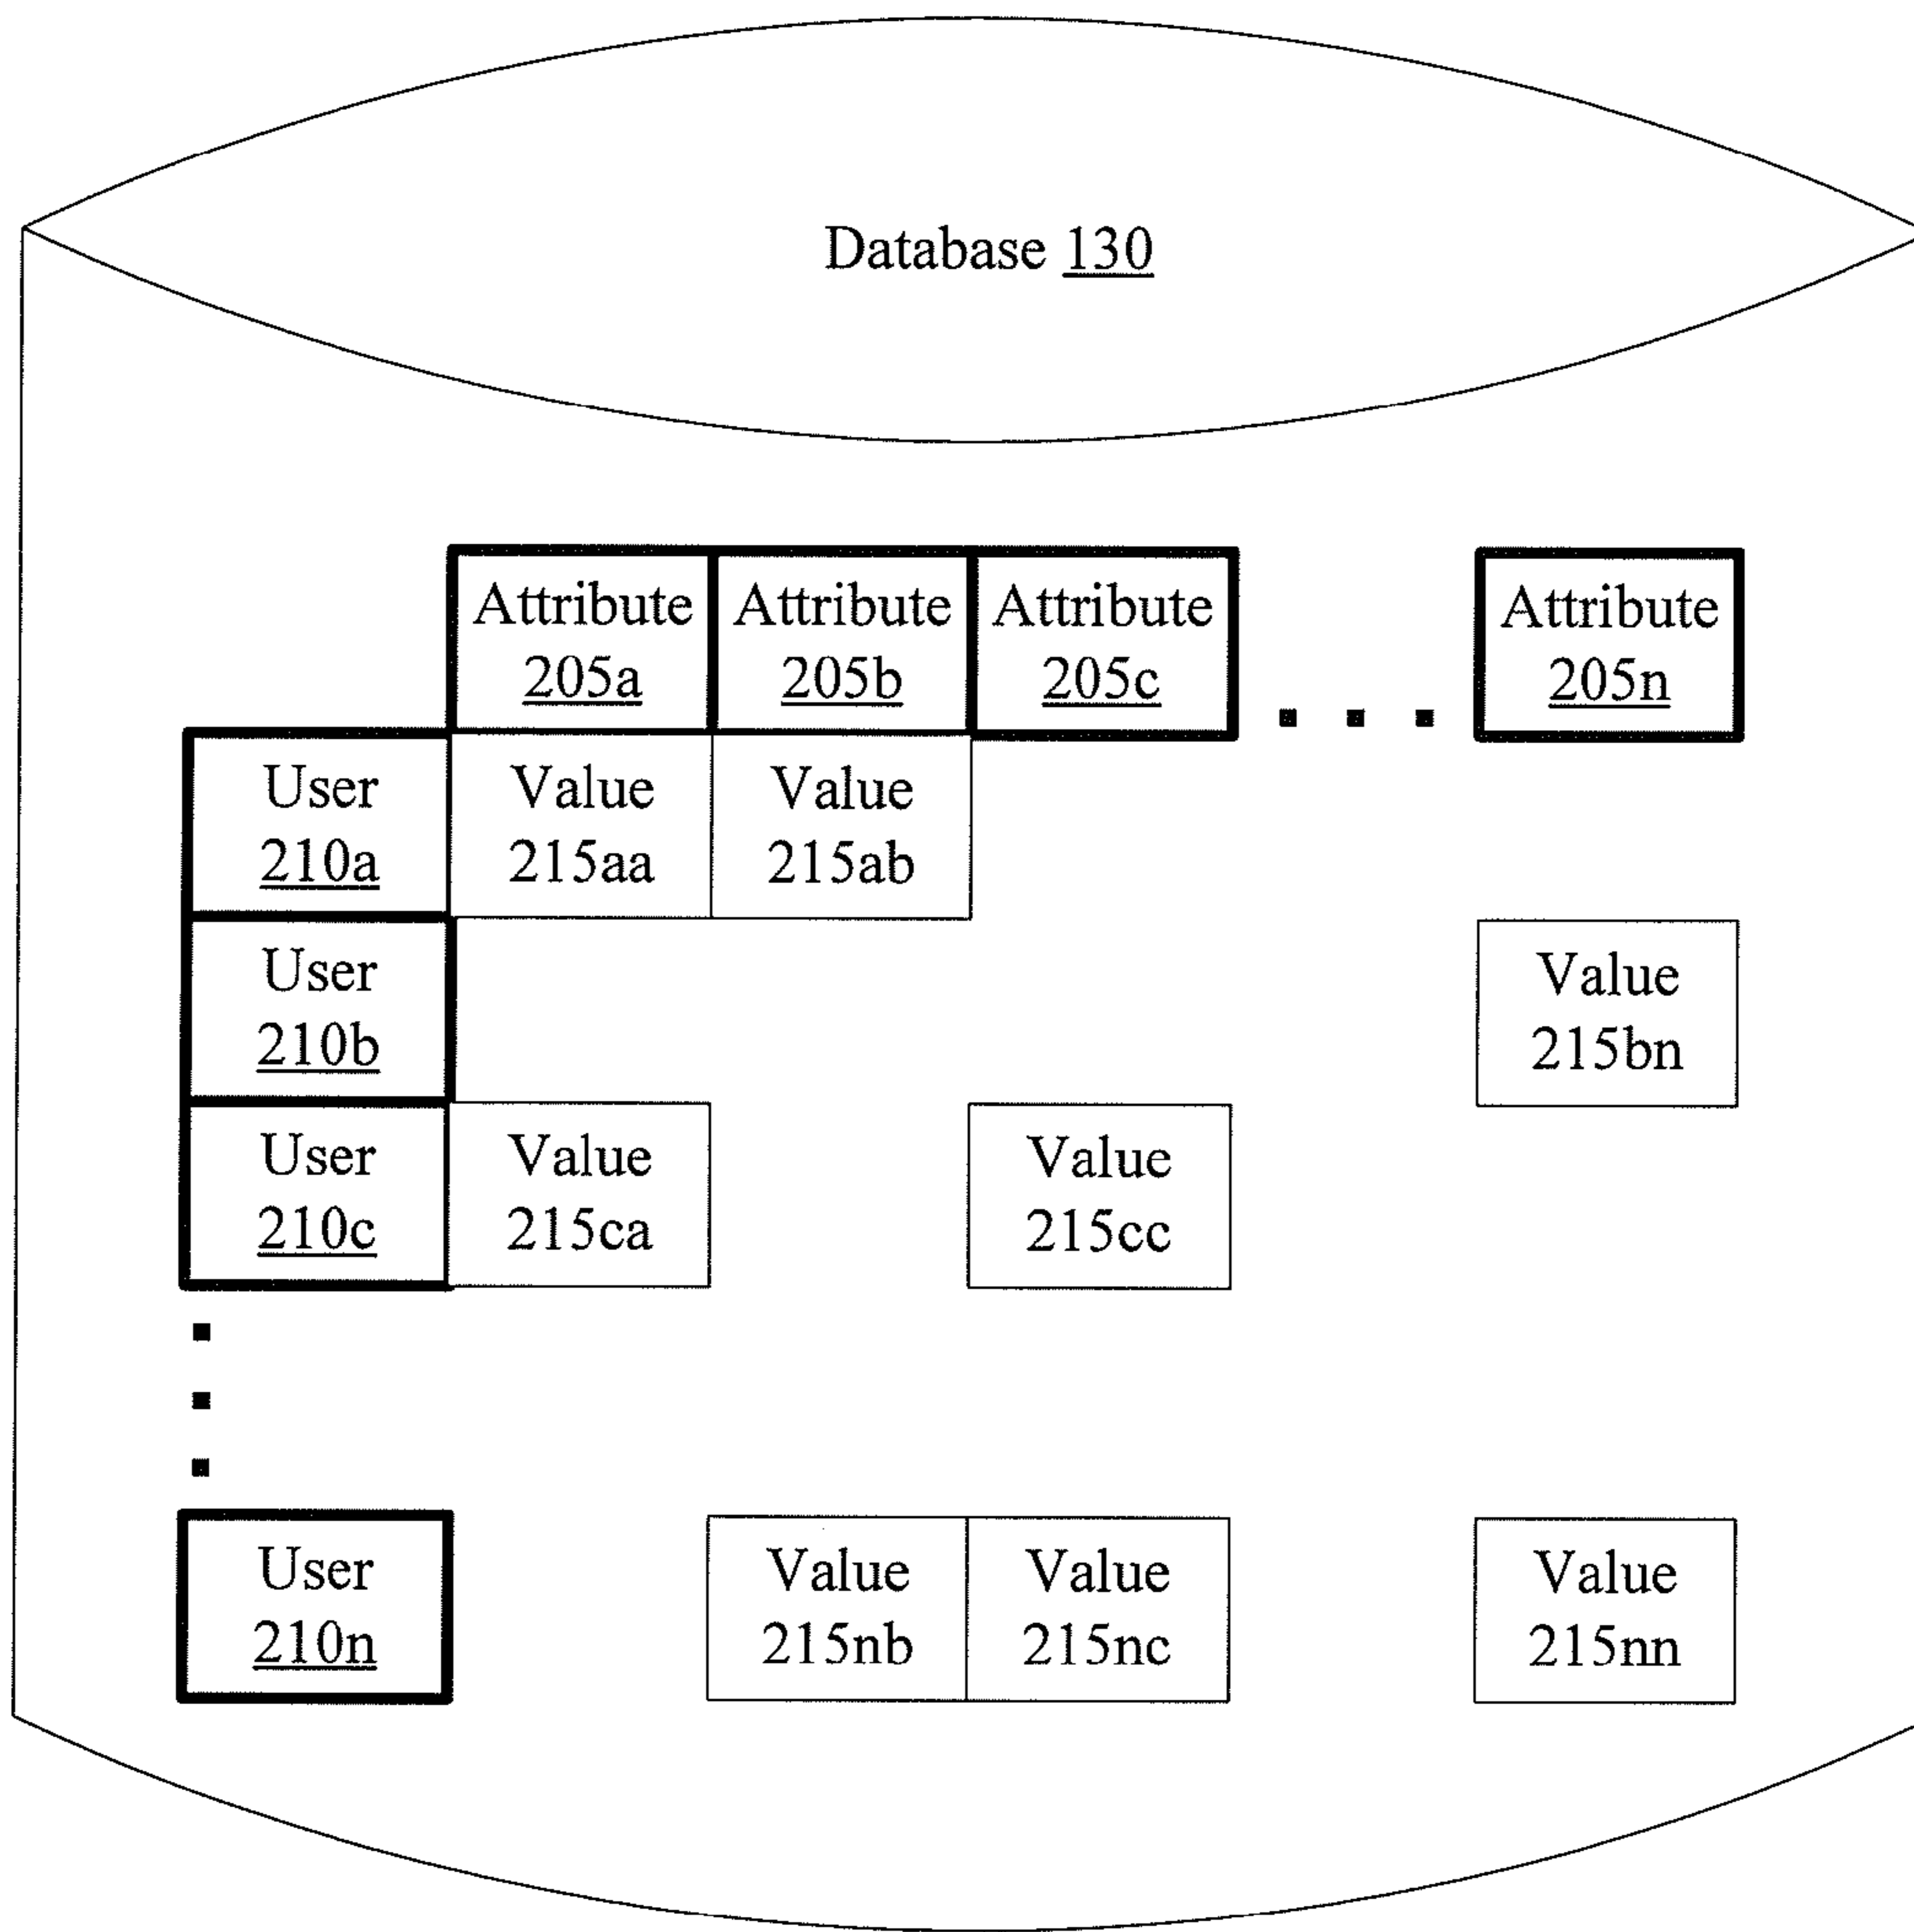 Database 130
Attribute
205a
Attribute
205b
Attribute
205c
Attribute
205n
User
210a
Value
215aa
Value
215ab
User
210b
Value
215bn
User
210c
Value
215ca
Value
215cc
User
210n
Value
215nb
Value
215nc
Value
215nn